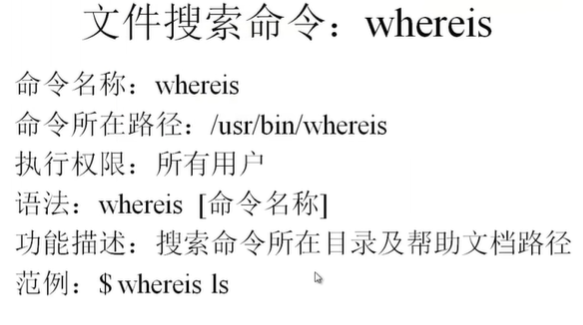 文件搜索命令：whereis
命令名称：whereis
命令所在路径：/usr/bin/whereis
执行权限：所有用户
语法：whereis [命令名称]
功能描述：搜索命令所在目录及帮助文档路径
范例：$ whereis ls